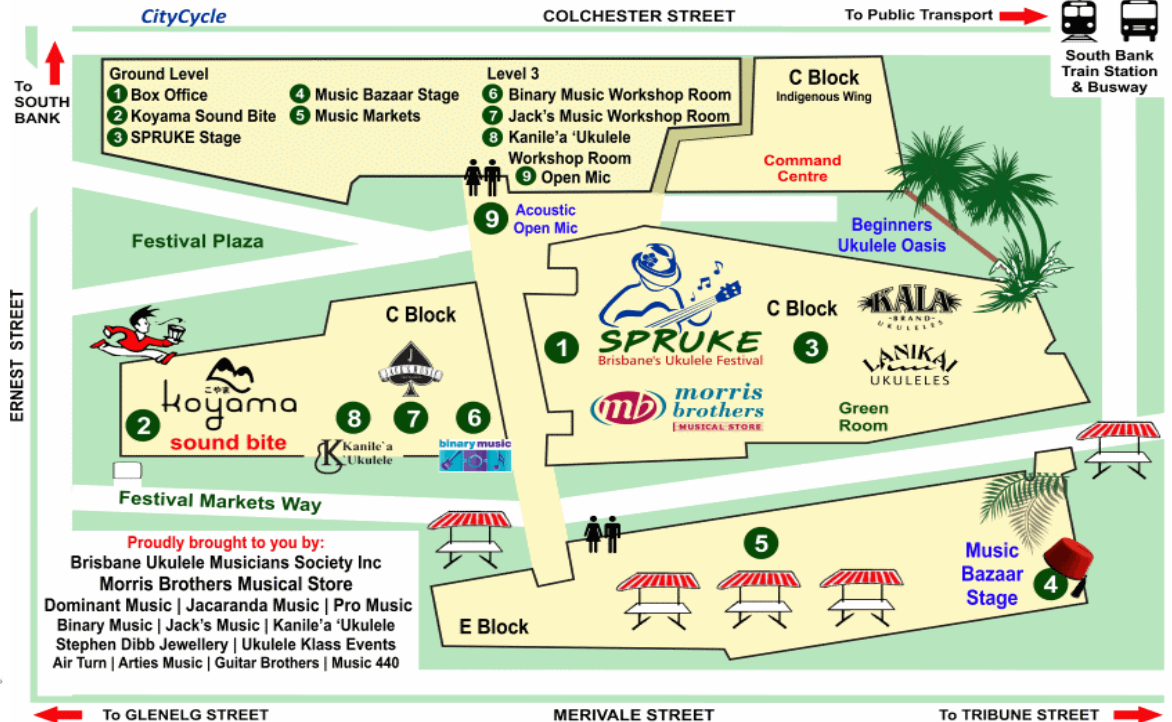 CityCycle
COLCHESTER STREET
To Public Transport
South Bank
Train Station
& Busway
To
SOUTH
BANK
Ground Level
1 Box Office
2 Koyama Sound Bite
3 SPRUKE Stage
4 Music Bazaar Stage
5 Music Markets
Level 3
6 Binary Music Workshop Room
7 Jack's Music Workshop Room
8 Kanile'a 'Ukulele
Workshop Room
9 Open Mic
C Block
Indigenous Wing
Command
Centre
9
Acoustic
Open Mic
Festival Plaza
Beginners
Ukulele Oasis
ERNEST STREET
C Block
J
JACK'S MUSIC
こやま
koyama
sound bite
2
8
7
6
Kanile`a
`Ukulele
binarymusic
1
SPRUKE
Brisbane's Ukulele Festival
mb
morris
brothers
MUSICAL STORE
C Block
3
KALA
BRAND
UKULELES
LANIKAI
UKULELES
Green
Room
Festival Markets Way
Proudly brought to you by:
Brisbane Ukulele Musicians Society Inc
Morris Brothers Musical Store
Dominant Music | Jacaranda Music | Pro Music
Binary Music | Jack's Music | Kanile'a 'Ukulele
Stephen Dibb Jewellery | Ukulele Klass Events
Air Turn | Arties Music | Guitar Brothers | Music 440
E Block
5
Music
Bazaar
Stage
4
To GLENELG STREET
MERIVALE STREET
To TRIBUNE STREET